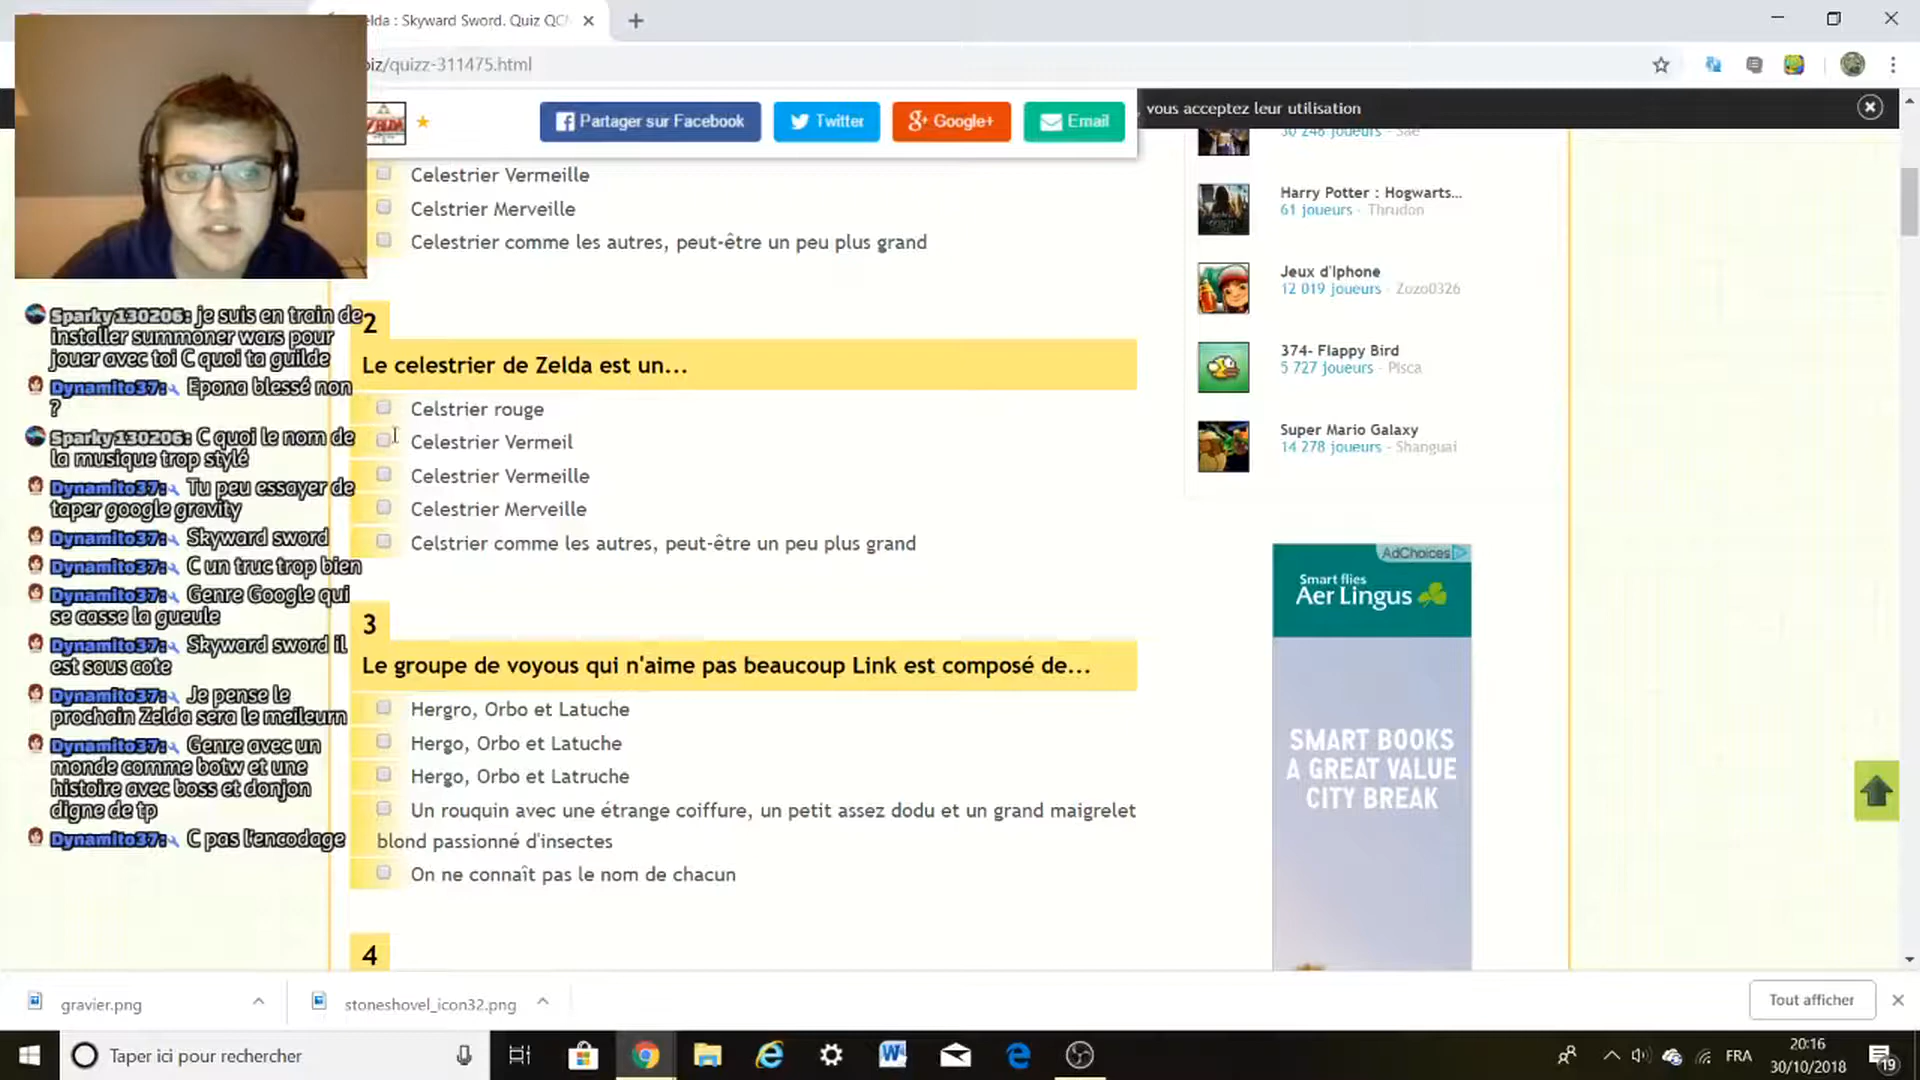 elda : Skyward Sword. Quiz QC
oiz/quizz-311475.html
ZELDA
Partager sur Facebook
Twitter
Google+
Email
vous acceptez leur utilisation
Celestrier Vermeille
Celstrier Merveille
Celestrier comme les autres, peut-être un peu plus grand
2
Le celestrier de Zelda est un...
Celstrier rouge
Celestrier Vermeil
Celestrier Vermeille
Celestrier Merveille
Celstrier comme les autres, peut-être un peu plus grand
3
Le groupe de voyous qui n'aime pas beaucoup Link est composé de...
Hergro, Orbo et Latuche
Hergo, Orbo et Latuche
Hergo, Orbo et Latruche
Un rouquin avec une étrange coiffure, un petit assez dodu et un grand maigrelet
blond passionné d'insectes
On ne connaît pas le nom de chacun
4
Sparky130206: je suis en train de
installer summoner wars pour
jouer avec toi C quoi ta guilde
Dynamito37: Epona blessé non
?
Sparky130206: C quoi le nom de
la musique trop stylé
Dynamito37: Tu peu essayer de
taper google gravity
Dynamito37: Skyward sword
Dynamito37: C un truc trop bien
Dynamito37: Genre Google qui
se casse la gueule
Dynamito37: Skyward sword il
est sous cote
Dynamito37: Je pense le
prochain Zelda sera le meileurn
Dynamito37: Genre avec un
monde comme botw et une
histoire avec boss et donjon
digne de tp
Dynamito37: C pas l'encodage
30 246 joueurs - Sae
Harry Potter : Hogwarts...
61 joueurs - Thrudon
Jeux d'Iphone
12 019 joueurs - Zozo0326
374- Flappy Bird
5 727 joueurs - Pisca
Super Mario Galaxy
14 278 joueurs - Shanguai
AdChoices
Smart flies
Aer Lingus
SMART BOOKS
A GREAT VALUE
CITY BREAK
gravier.png
stoneshovel_icon32.png
Tout afficher
Taper ici pour rechercher
FRA
20:16
30/10/2018
19